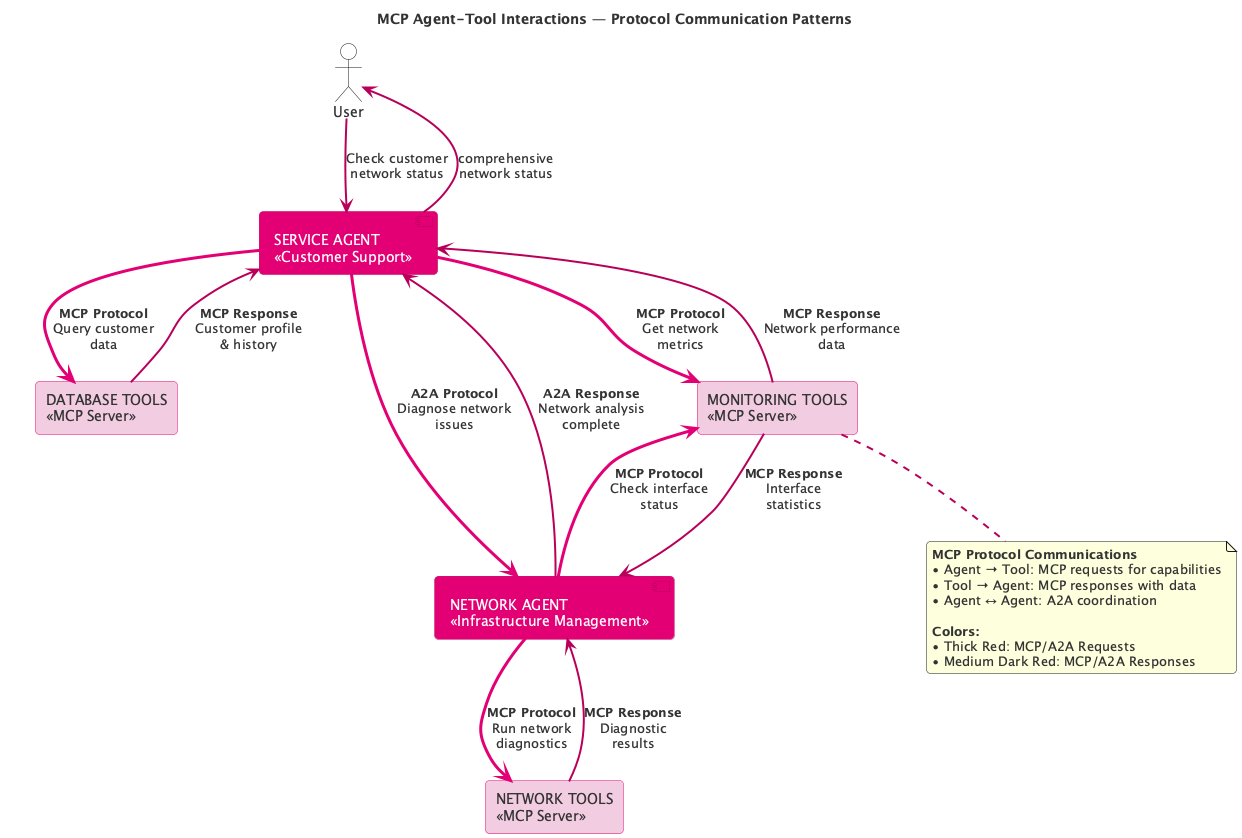 MCP Agent-Tool Interactions — Protocol Communication Patterns
User
Check customer
network status
comprehensive
network status
SERVICE AGENT
«Customer Support»
MCP Protocol
Query customer
data
MCP Response
Customer profile
& history
MCP Protocol
Get network
metrics
MCP Response
Network performance
data
DATABASE TOOLS
«MCP Server»
A2A Protocol
Diagnose network
issues
A2A Response
Network analysis
complete
MONITORING TOOLS
«MCP Server»
MCP Protocol
Check interface
status
MCP Response
Interface
statistics
MCP Protocol Communications
• Agent → Tool: MCP requests for capabilities
• Tool → Agent: MCP responses with data
• Agent ↔ Agent: A2A coordination
Colors:
• Thick Red: MCP/A2A Requests
• Medium Dark Red: MCP/A2A Responses
NETWORK AGENT
«Infrastructure Management»
MCP Protocol
Run network
diagnostics
MCP Response
Diagnostic
results
NETWORK TOOLS
«MCP Server»